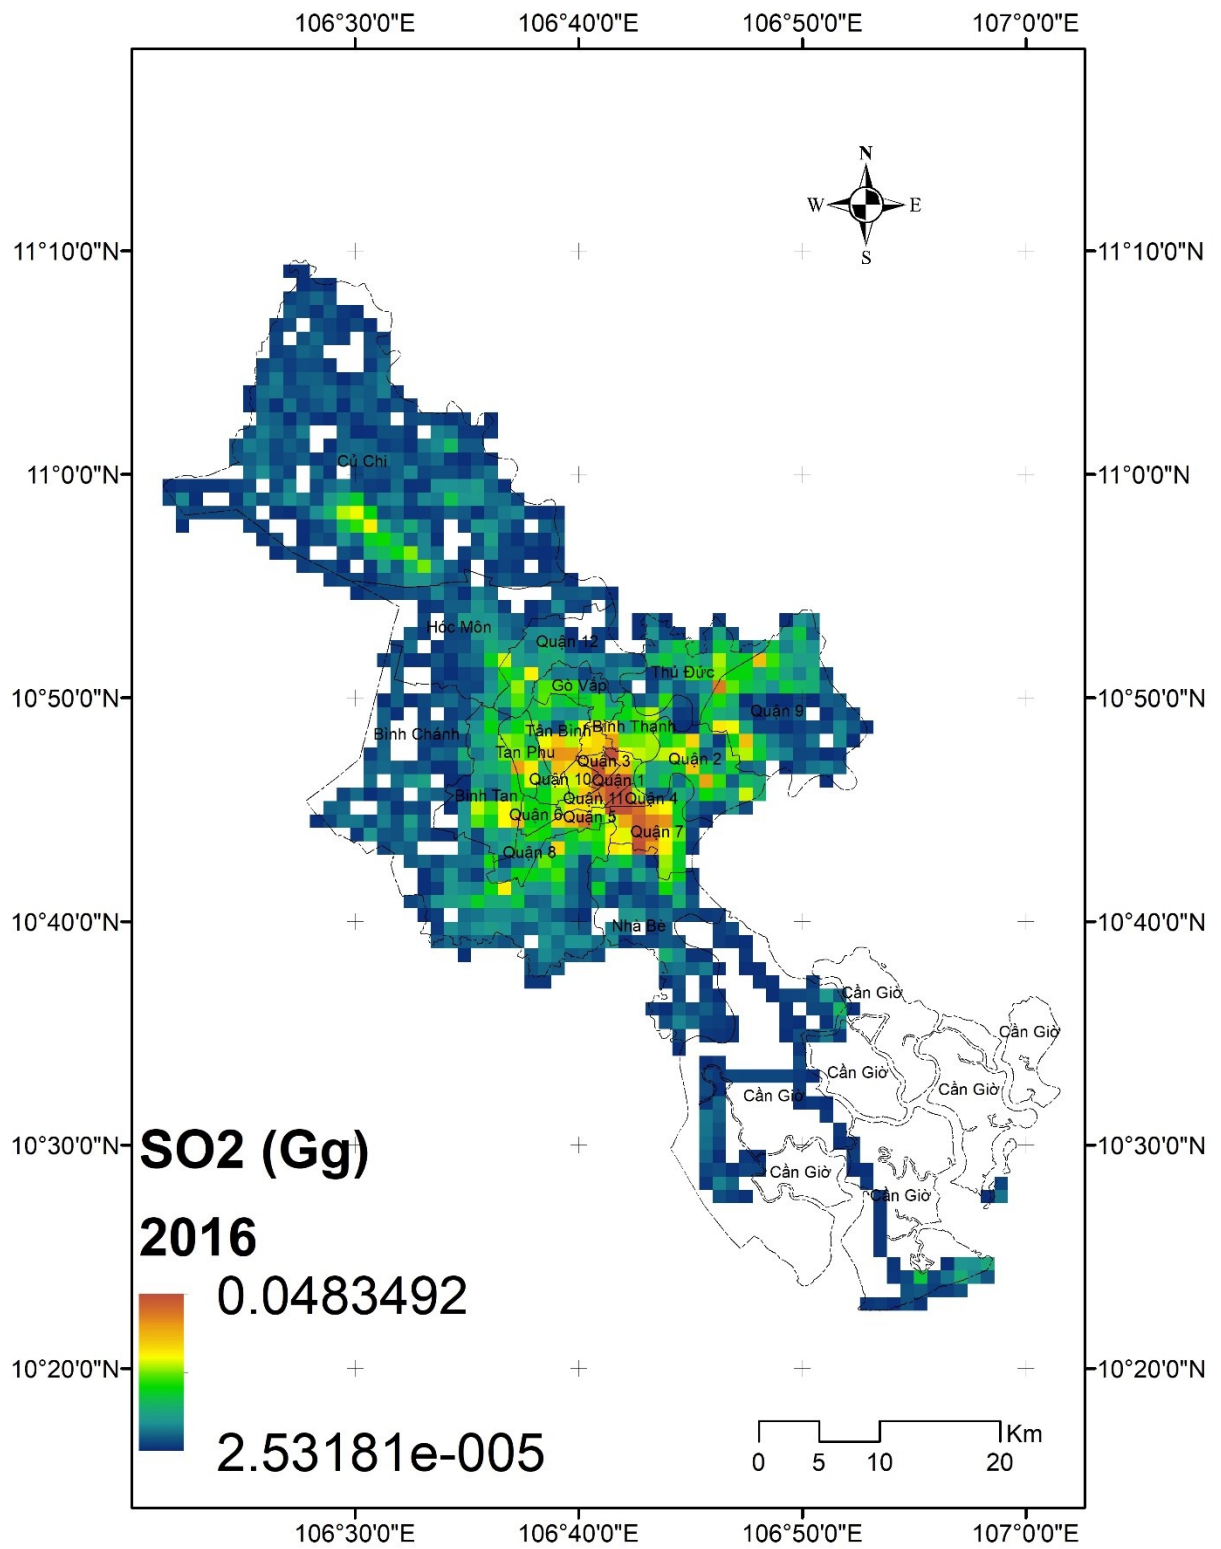 106°30'0"E 106°40'0"E 106°50'0"E 107°0'0"E
N
W E
S
11°10'0"N 11°10'0"N
Củ Chi
11°0'0"N 11°0'0"N
Hóc Môn
Quận 12
Thủ Đức
Gò Vấp
10°50'0"N 10°50'0"N
Quận 9
Bình Thạnh
Tân Bình
Bình Chánh
Tan Phu
Quận 3
Quận 2
Quận 10
Quận 1
Bình Tan
Quận 11
Quận 4
Quận 6
Quận 5
Quận 7
Quận 8
10°40'0"N 10°40'0"N
Nhà Bè
Cần Giờ
Cần Giờ
Cần Giờ
Cần Giờ
Cần Giờ
10°30'0"N 10°30'0"N
SO2 (Gg)
Cần Giờ
Cần Giờ
2016
0.0483492
10°20'0"N 10°20'0"N
2.53181e-005
Km
0 5 10 20
106°30'0"E 106°40'0"E 106°50'0"E 107°0'0"E